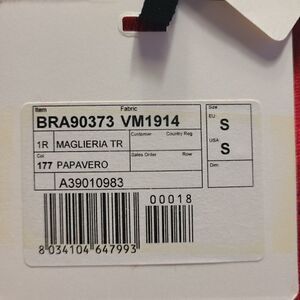 Item Fabric
BRA90373 VM1914
1R MAGLIERIA TR
Customer Country Reg
Col Sales Order Row
177 PAPAVERO
A39010983
Size
EU:
S
USA:
S
Dim:
00018
8 034104 647993